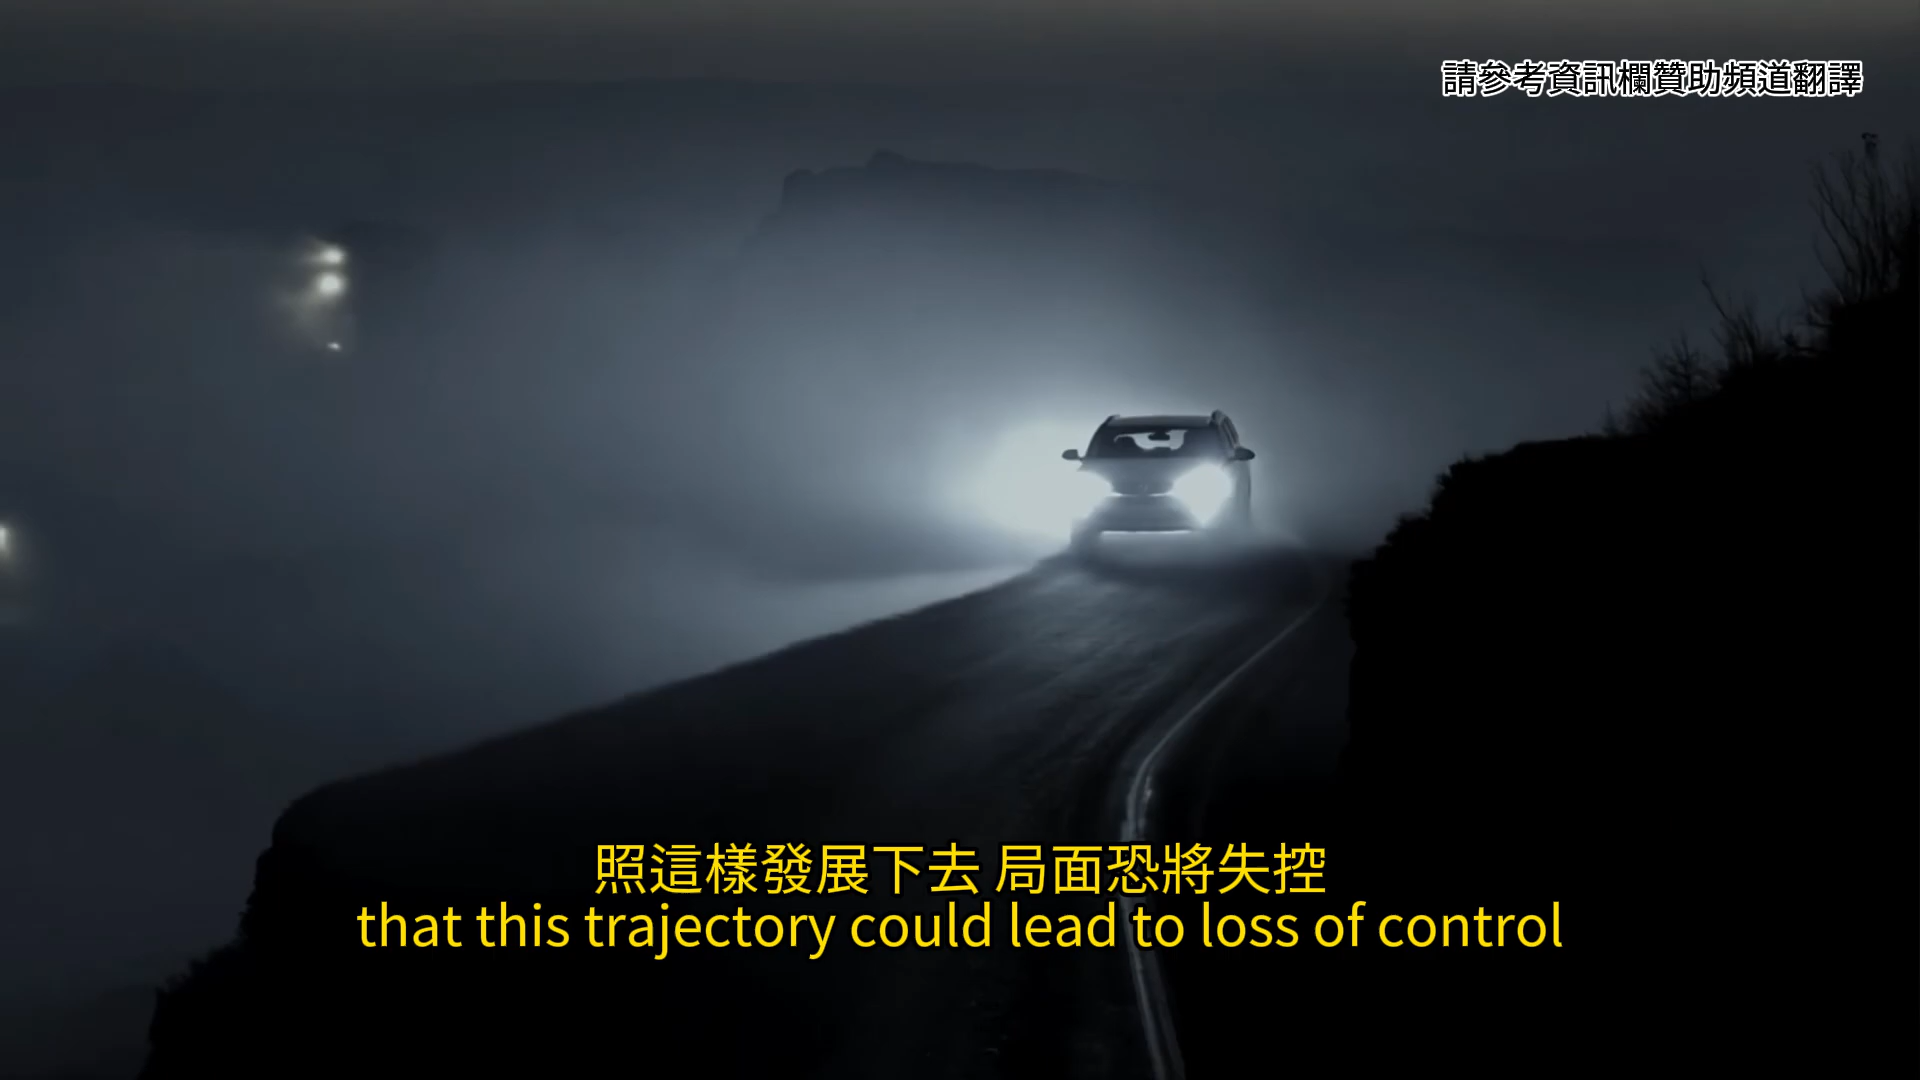 請參考資訊欄贊助頻道翻譯
照這樣發展下去 局面恐將失控
that this trajectory could lead to loss of control